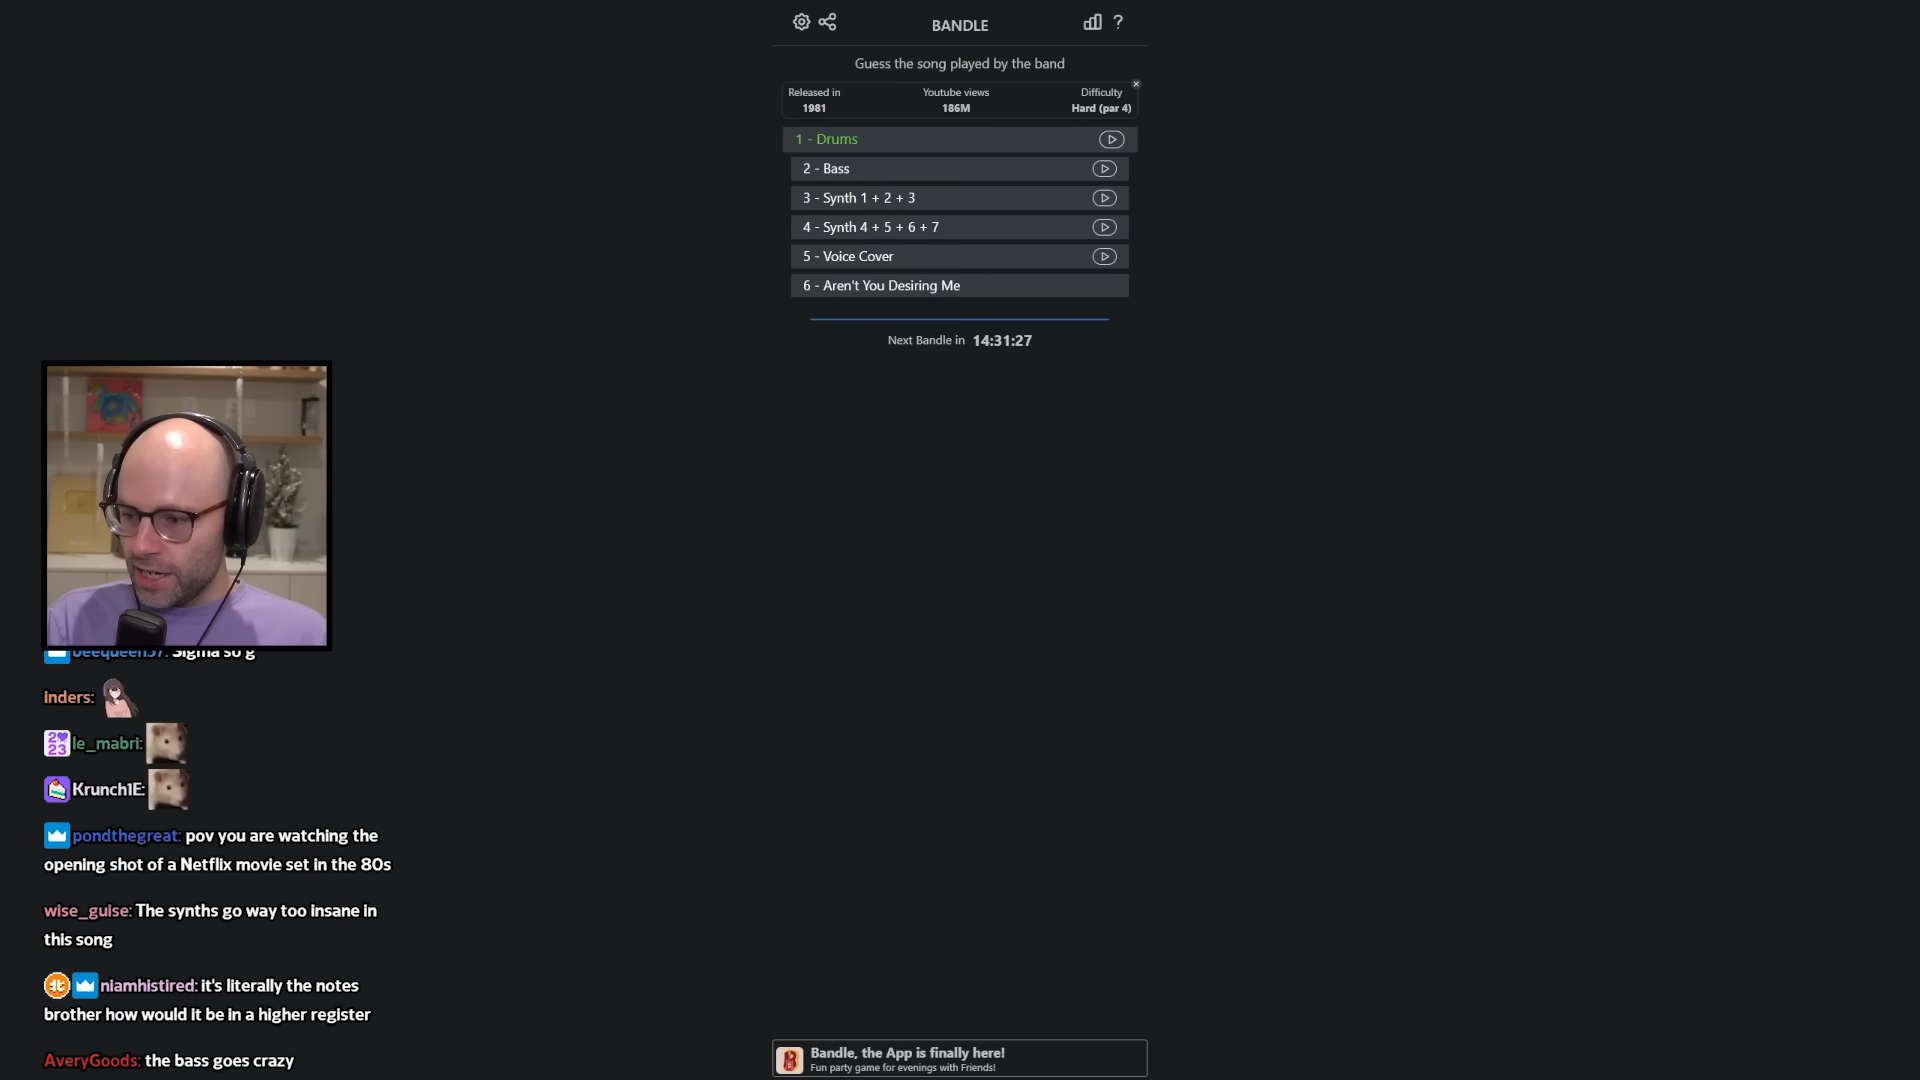 BANDLE
?
Guess the song played by the band
Released in
1981
Youtube views
186M
Difficulty
Hard (par 4)
1 - Drums
2 - Bass
3 - Synth 1 + 2 + 3
4 - Synth 4 + 5 + 6 + 7
5 - Voice Cover
6 - Aren't You Desiring Me
Next Bandle in 14:31:27
beequeen37: Sigma so g
inders:
2023 le_mabri:
Krunch1E:
pondthegreat: pov you are watching the
opening shot of a Netflix movie set in the 80s
wise_guise: The synths go way too insane in
this song
niamhistired: it's literally the notes
brother how would it be in a higher register
AveryGoods: the bass goes crazy
Bandle, the App is finally here!
Fun party game for evenings with Friends!